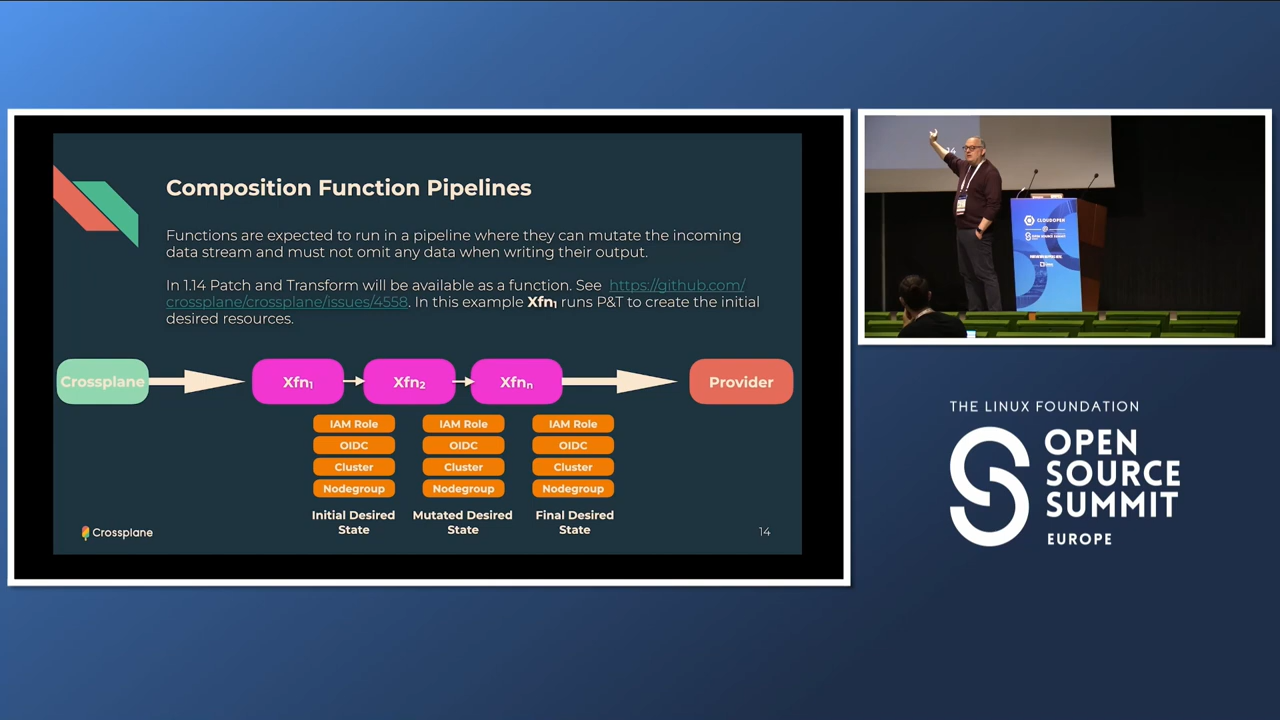 Composition Function Pipelines
Functions are expected to run in a pipeline where they can mutate the incoming
data stream and must not omit any data when writing their output.
In 1.14 Patch and Transform will be available as a function. See https://github.com/
crossplane/crossplane/issues/4558. In this example Xfn₁ runs P&T to create the initial
desired resources.
Crossplane
Xfn₁
Xfn₂
Xfnₙ
Provider
IAM Role
OIDC
Cluster
Nodegroup
Initial Desired
State
IAM Role
OIDC
Cluster
Nodegroup
Mutated Desired
State
IAM Role
OIDC
Cluster
Nodegroup
Final Desired
State
Crossplane
14
CLOUDOPEN
THE LINUX FOUNDATION
OPEN
SOURCE
SUMMIT
EUROPE